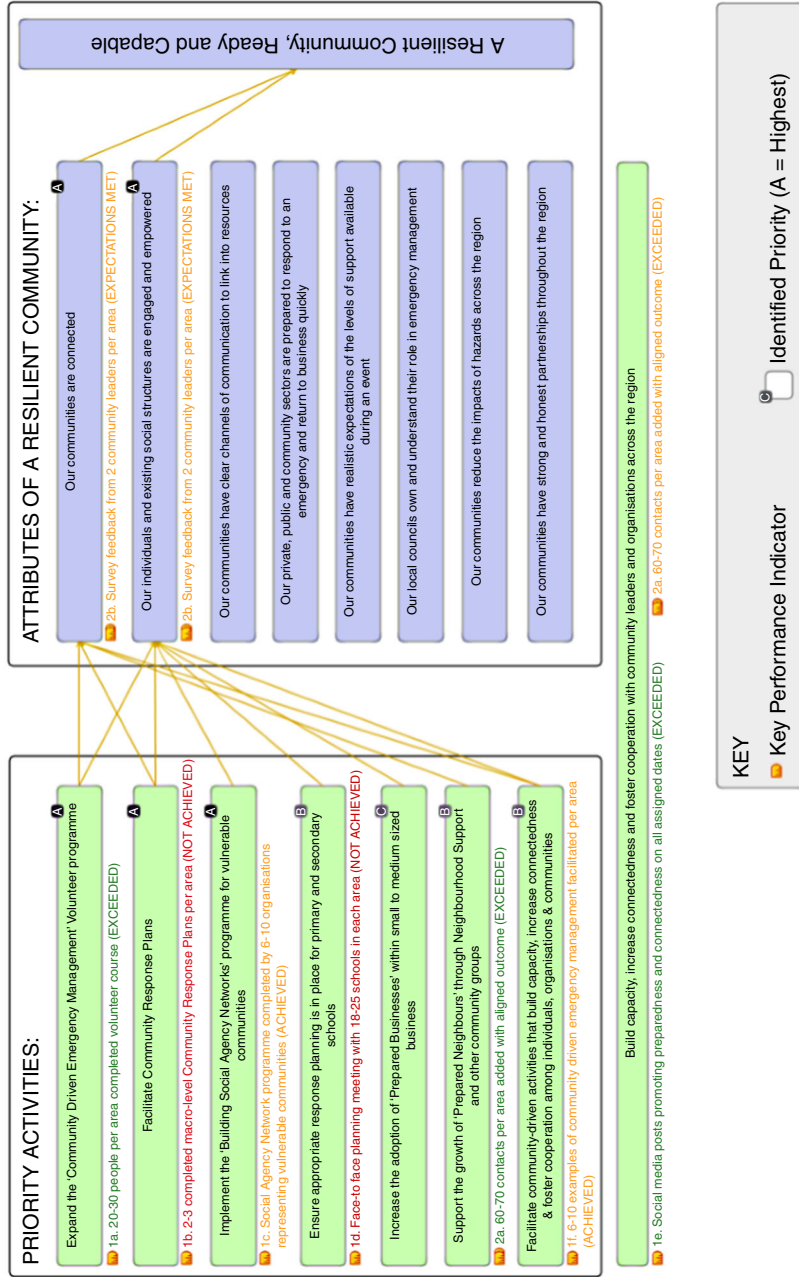 PRIORITY ACTIVITIES:
Expand the ‘Community Driven Emergency Management’ Volunteer programme
A
1a. 20-30 people per area completed volunteer course (EXCEEDED)
Facilitate Community Response Plans
A
1b. 2-3 completed macro-level Community Response Plans per area (NOT ACHIEVED)
Implement the ‘Building Social Agency Networks’ programme for vulnerable
communities
A
1c. Social Agency Network programme completed by 6-10 organisations
representing vulnerable communities (ACHIEVED)
Ensure appropriate response planning is in place for primary and secondary
schools
B
1d. Face-to face planning meeting with 18-25 schools in each area (NOT ACHIEVED)
Increase the adoption of ‘Prepared Businesses’ within small to medium sized
business
C
Support the growth of ‘Prepared Neighbours’ through Neighbourhood Support
and other community groups
B
2a. 60-70 contacts per area added with aligned outcome (EXCEEDED)
Facilitate community-driven activities that build capacity, increase connectedness
& foster cooperation among individuals, organisations & communities
B
1f. 6-10 examples of community driven emergency management facilitated per area
(ACHIEVED)
ATTRIBUTES OF A RESILIENT COMMUNITY:
Our communities are connected
A
2b. Survey feedback from 2 community leaders per area (EXPECTATIONS MET)
Our individuals and existing social structures are engaged and empowered
A
2b. Survey feedback from 2 community leaders per area (EXPECTATIONS MET)
Our communities have clear channels of communication to link into resources
Our private, public and community sectors are prepared to respond to an
emergency and return to business quickly
Our communities have realistic expectations of the levels of support available
during an event
Our local councils own and understand their role in emergency management
Our communities reduce the impacts of hazards across the region
Our communities have strong and honest partnerships throughout the region
A Resilient Community, Ready and Capable
Build capacity, increase connectedness and foster cooperation with community leaders and organisations across the region
1e. Social media posts promoting preparedness and connectedness on all assigned dates (EXCEEDED)
2a. 60-70 contacts per area added with aligned outcome (EXCEEDED)
KEY
Key Performance Indicator
C
Identified Priority (A = Highest)